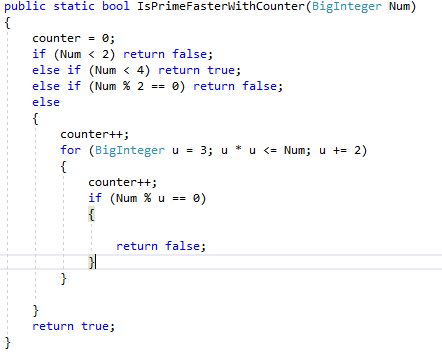 public static bool IsPrimeFasterWithCounter(BigInteger Num)
{
counter = 0;
if (Num < 2) return false;
else if (Num < 4) return true;
else if (Num % 2 == 0) return false;
else
{
counter++;
for (BigInteger u = 3; u * u <= Num; u += 2)
{
counter++;
if (Num % u == 0)
{
return false;
}
}
}
return true;
}